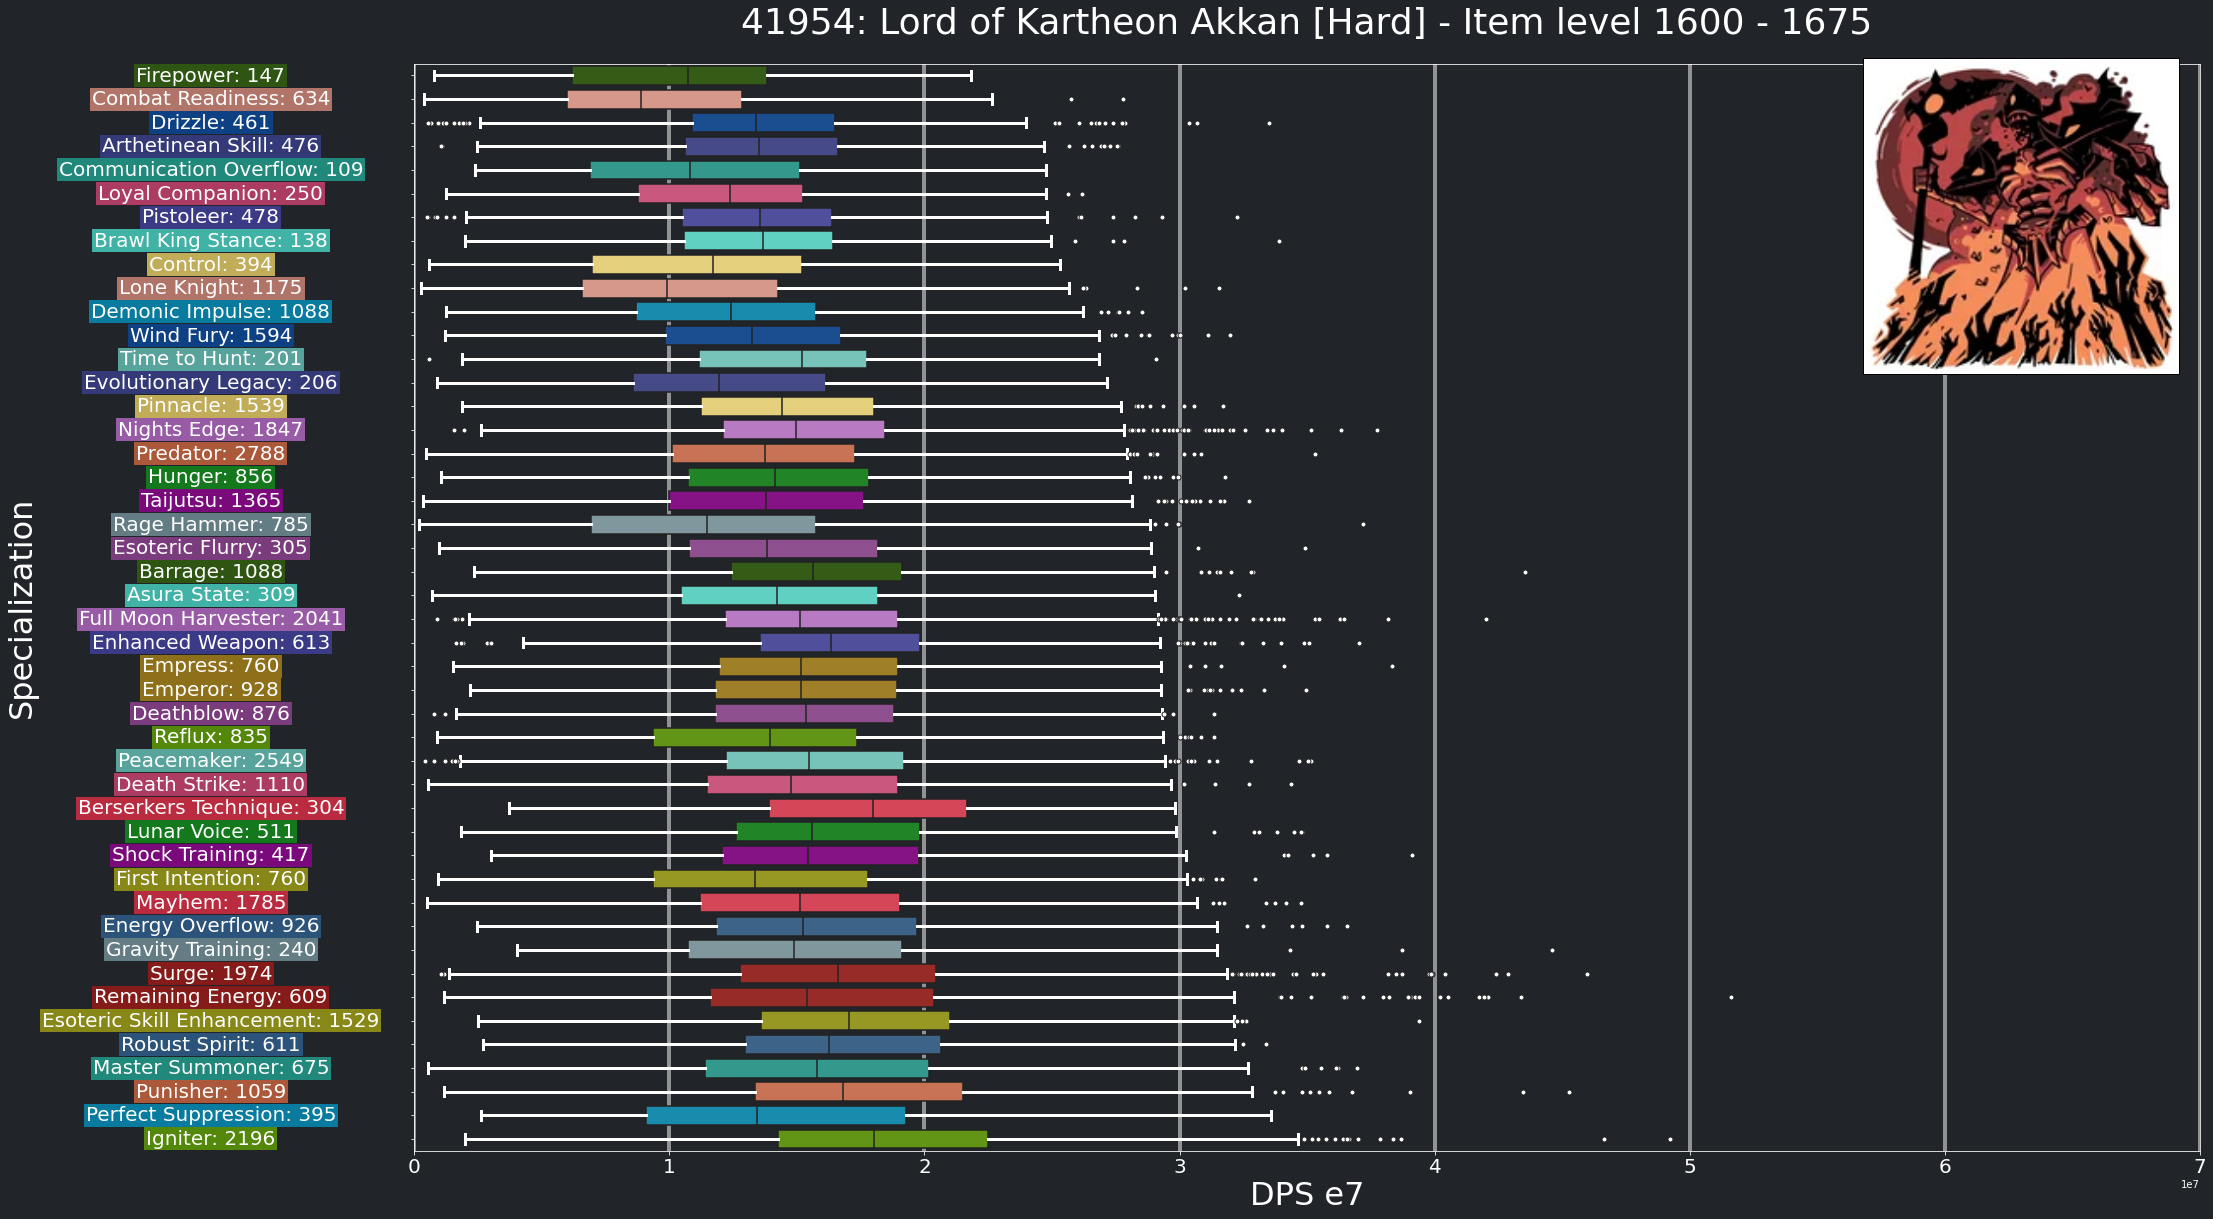 41954: Lord of Kartheon Akkan [Hard] - Item level 1600 - 1675
Specialization
Firepower: 147
Combat Readiness: 634
Drizzle: 461
Arthetinean Skill: 476
Communication Overflow: 109
Loyal Companion: 250
Pistoleer: 478
Brawl King Stance: 138
Control: 394
Lone Knight: 1175
Demonic Impulse: 1088
Wind Fury: 1594
Time to Hunt: 201
Evolutionary Legacy: 206
Pinnacle: 1539
Nights Edge: 1847
Predator: 2788
Hunger: 856
Taijutsu: 1365
Rage Hammer: 785
Esoteric Flurry: 305
Barrage: 1088
Asura State: 309
Full Moon Harvester: 2041
Enhanced Weapon: 613
Empress: 760
Emperor: 928
Deathblow: 876
Reflux: 835
Peacemaker: 2549
Death Strike: 1110
Berserkers Technique: 304
Lunar Voice: 511
Shock Training: 417
First Intention: 760
Mayhem: 1785
Energy Overflow: 926
Gravity Training: 240
Surge: 1974
Remaining Energy: 609
Esoteric Skill Enhancement: 1529
Robust Spirit: 611
Master Summoner: 675
Punisher: 1059
Perfect Suppression: 395
Igniter: 2196
0 1 2 3 4 5 6 7
1e7
DPS e7